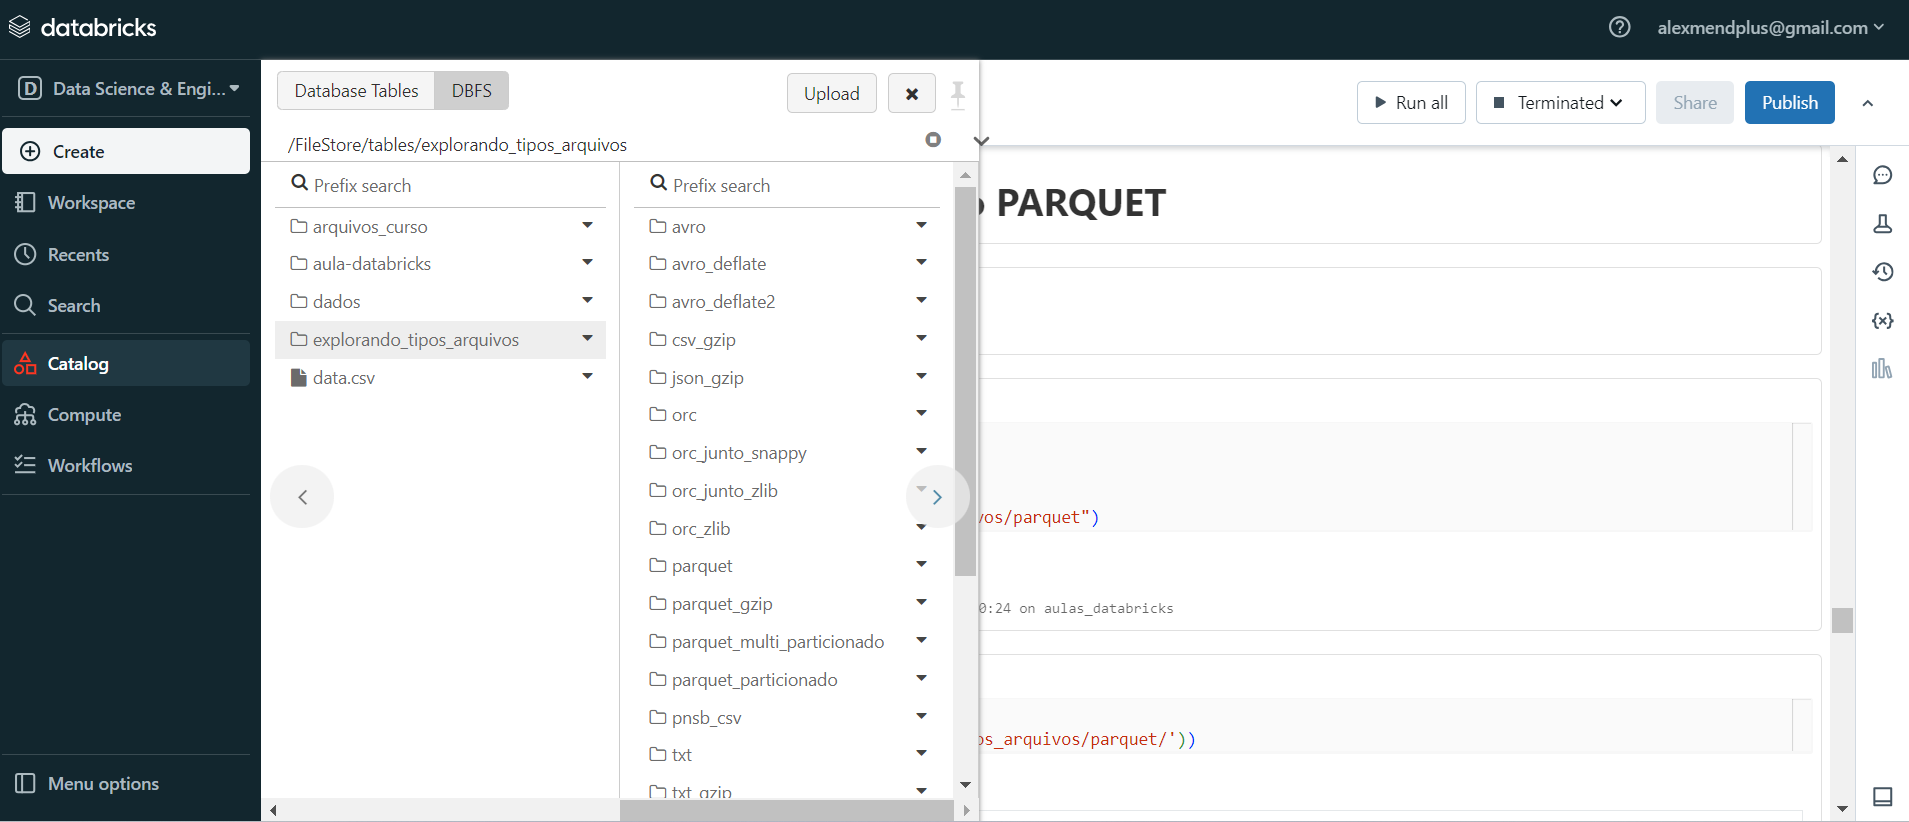 databricks
alexmendplus@gmail.com
D Data Science & Engi...
Create
Workspace
Recents
Search
Catalog
Compute
Workflows
Menu options
Database Tables DBFS
Upload
/FileStore/tables/explorando_tipos_arquivos
Prefix search
arquivos_curso
aula-databricks
dados
explorando_tipos_arquivos
data.csv
Prefix search
avro
avro_deflate
avro_deflate2
csv_gzip
json_gzip
orc
orc_junto_snappy
orc_junto_zlib
orc_zlib
parquet
parquet_gzip
parquet_multi_particionado
parquet_particionado
pnsb_csv
txt
txt_gzip
Run all Terminated Share Publish
PARQUET
vos/parquet")
0:24 on aulas_databricks
os_arquivos/parquet/'))